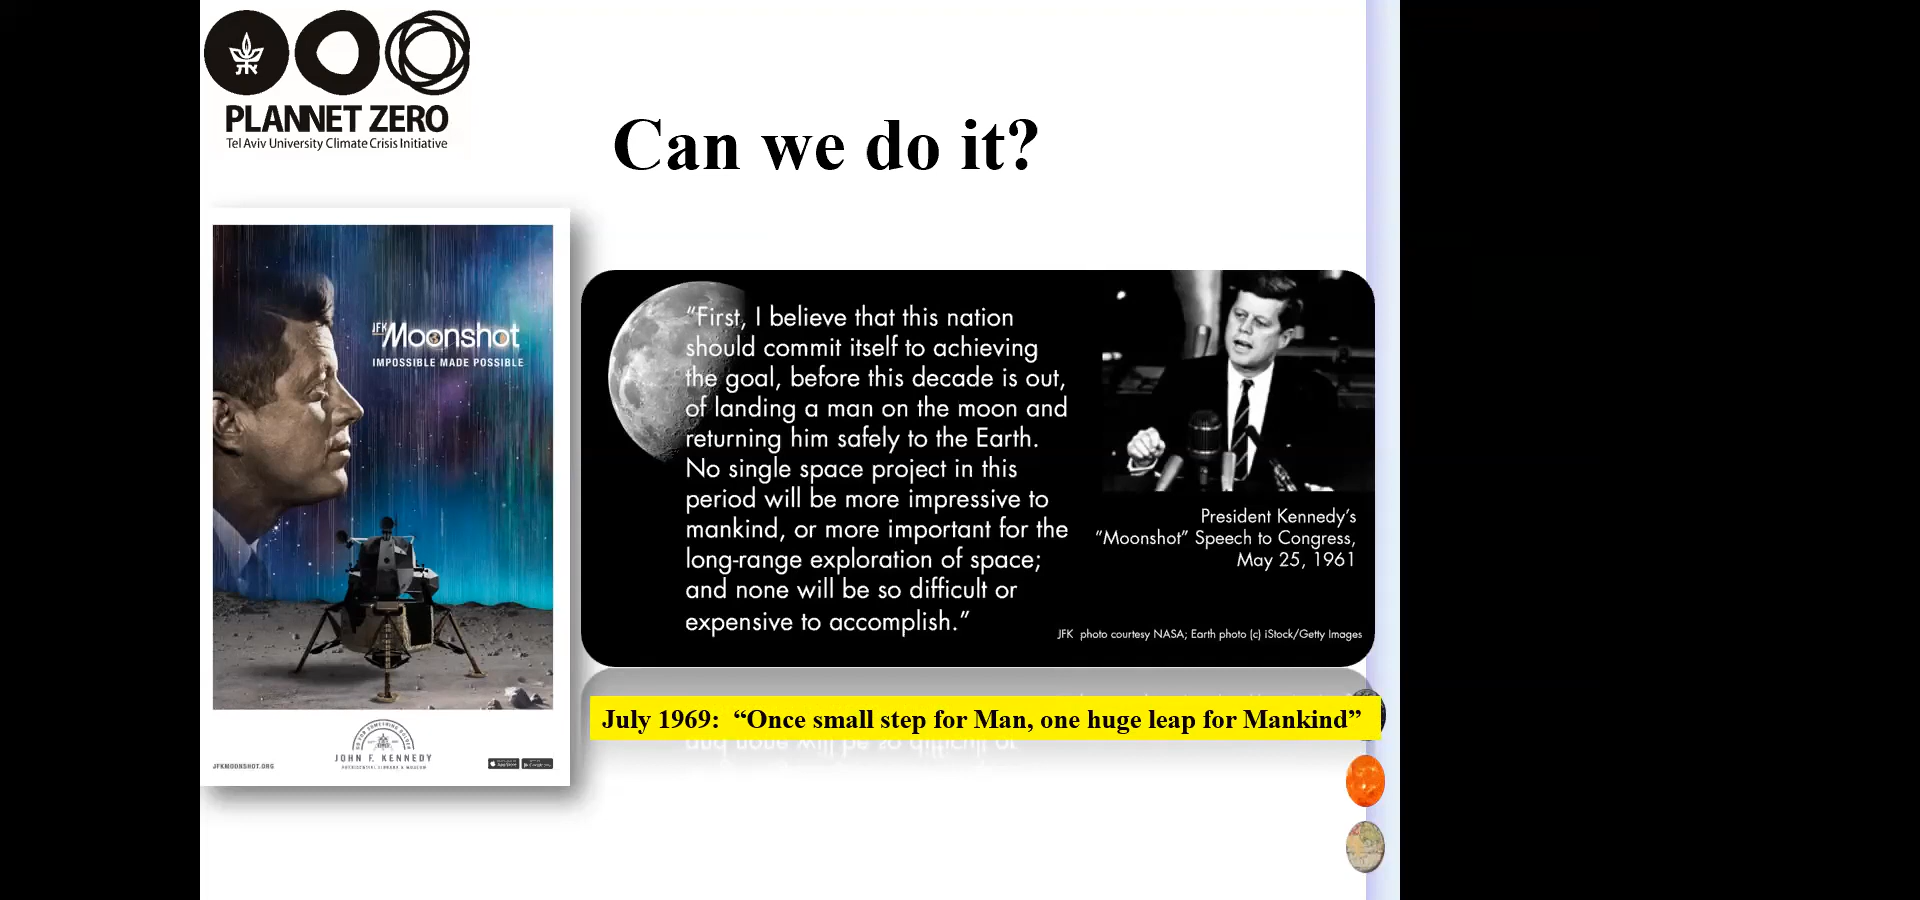 PLANNET ZERO
Tel Aviv University Climate Crisis Initiative
Can we do it?
JFK Moonshot
IMPOSSIBLE MADE POSSIBLE
JOHN F. KENNEDY
PRESIDENTIAL LIBRARY & MUSEUM
JFKMOONSHOT.ORG
“First, I believe that this nation
should commit itself to achieving
the goal, before this decade is out,
of landing a man on the moon and
returning him safely to the Earth.
No single space project in this
period will be more impressive to
mankind, or more important for the
long-range exploration of space;
and none will be so difficult or
expensive to accomplish.”
President Kennedy’s
“Moonshot” Speech to Congress,
May 25, 1961
JFK photo courtesy NASA; Earth photo (c) iStock/Getty Images
July 1969: “Once small step for Man, one huge leap for Mankind”